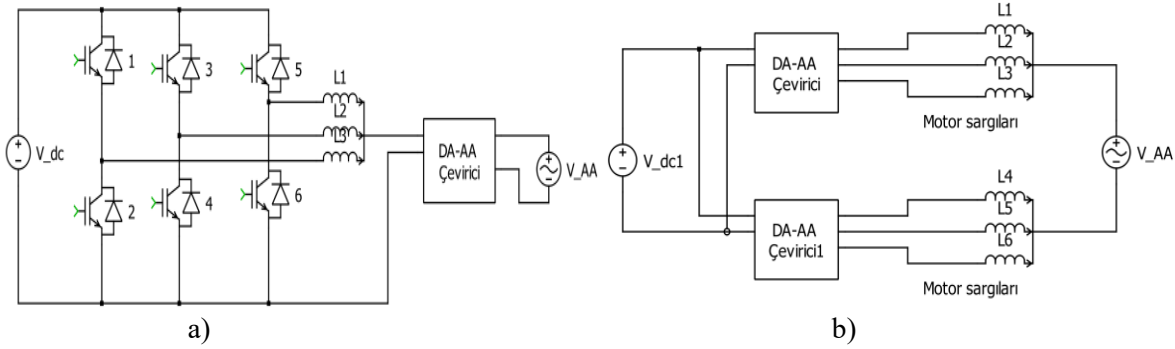 1
3
5
L1
L2
L3
V_dc
DA-AA
Çevirici
V_AA
2
4
6
a)
L1
L2
L3
DA-AA
Çevirici
Motor sargıları
V_dc1
V_AA
L4
L5
L6
DA-AA
Çevirici1
Motor sargıları
b)